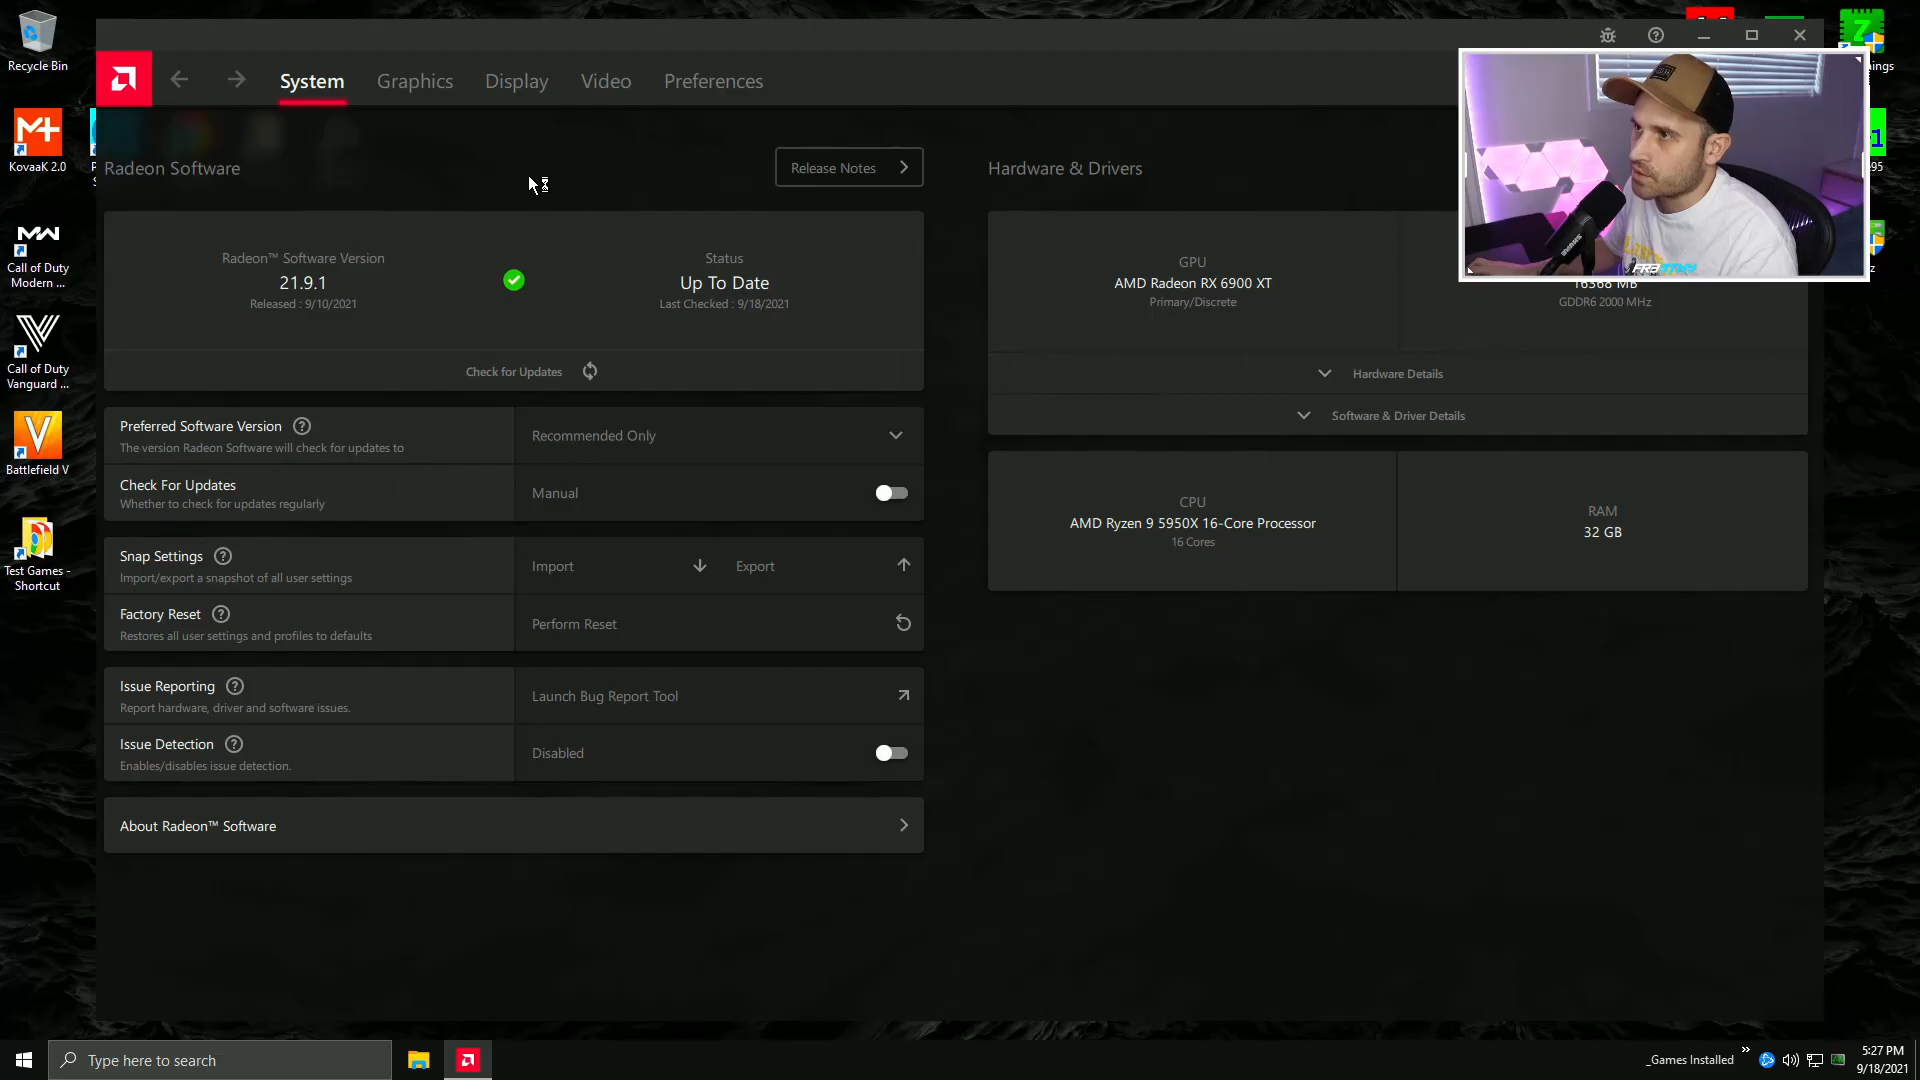 Recycle Bin
KovaaK 2.0
Call of Duty
Modern ...
Call of Duty
Vanguard ...
Battlefield V
Test Games -
Shortcut
System
Graphics
Display
Video
Preferences
Radeon Software
Release Notes
Radeon™ Software Version
21.9.1
Released : 9/10/2021
Status
Up To Date
Last Checked : 9/18/2021
Check for Updates
Preferred Software Version
The version Radeon Software will check for updates to
Recommended Only
Check For Updates
Whether to check for updates regularly
Manual
Snap Settings
Import/export a snapshot of all user settings
Import
Export
Factory Reset
Restores all user settings and profiles to defaults
Perform Reset
Issue Reporting
Report hardware, driver and software issues.
Launch Bug Report Tool
Issue Detection
Enables/disables issue detection.
Disabled
About Radeon™ Software
Hardware & Drivers
GPU
AMD Radeon RX 6900 XT
Primary/Discrete
16368 MB
GDDR6 2000 MHz
Hardware Details
Software & Driver Details
CPU
AMD Ryzen 9 5950X 16-Core Processor
16 Cores
RAM
32 GB
Type here to search
_Games Installed
5:27 PM
9/18/2021